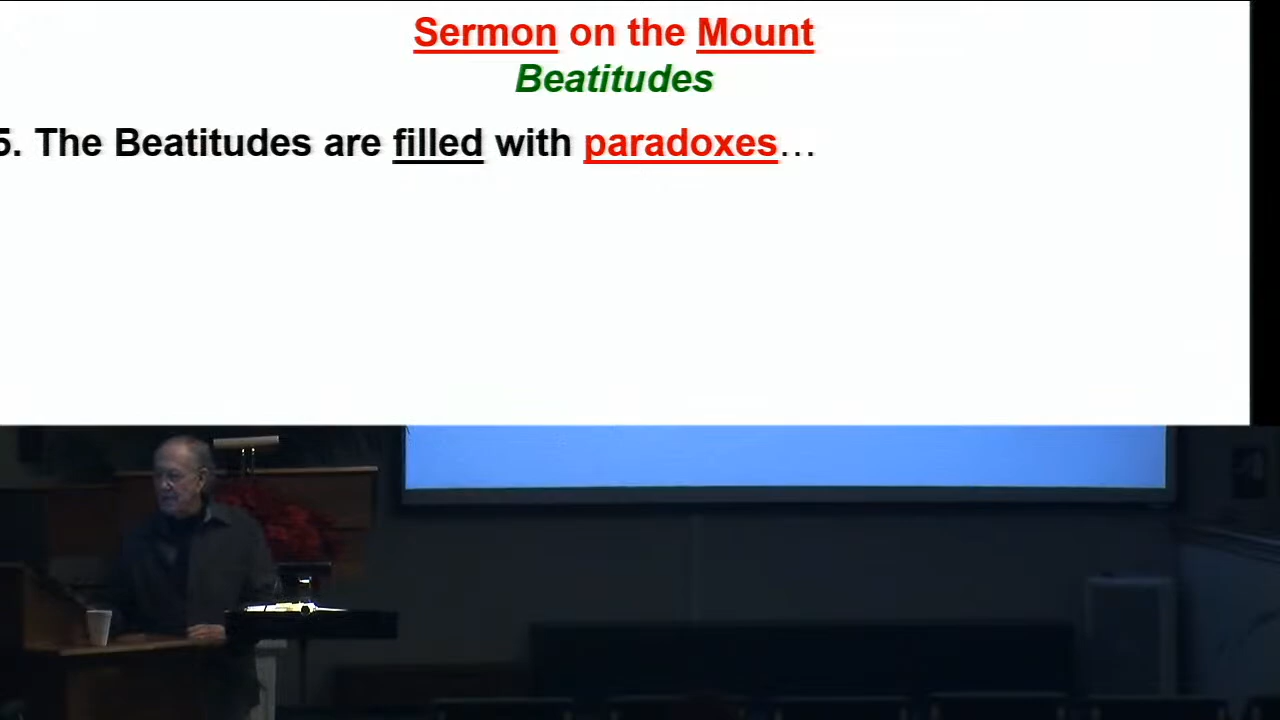 Sermon on the Mount
Beatitudes
5. The Beatitudes are filled with paradoxes…